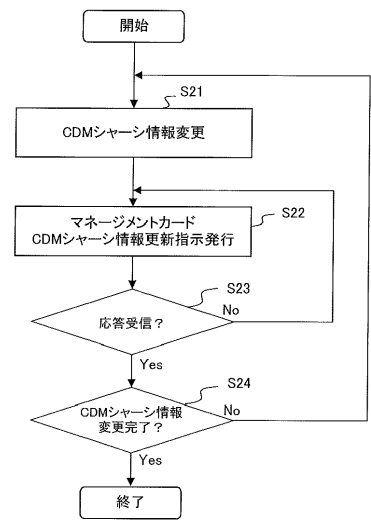 開始
S21
CDMシャーシ情報変更
マネージメントカード
CDMシャーシ情報更新指示発行
S22
S23
応答受信？
No
Yes
S24
CDMシャーシ情報
変更完了？
No
Yes
終了